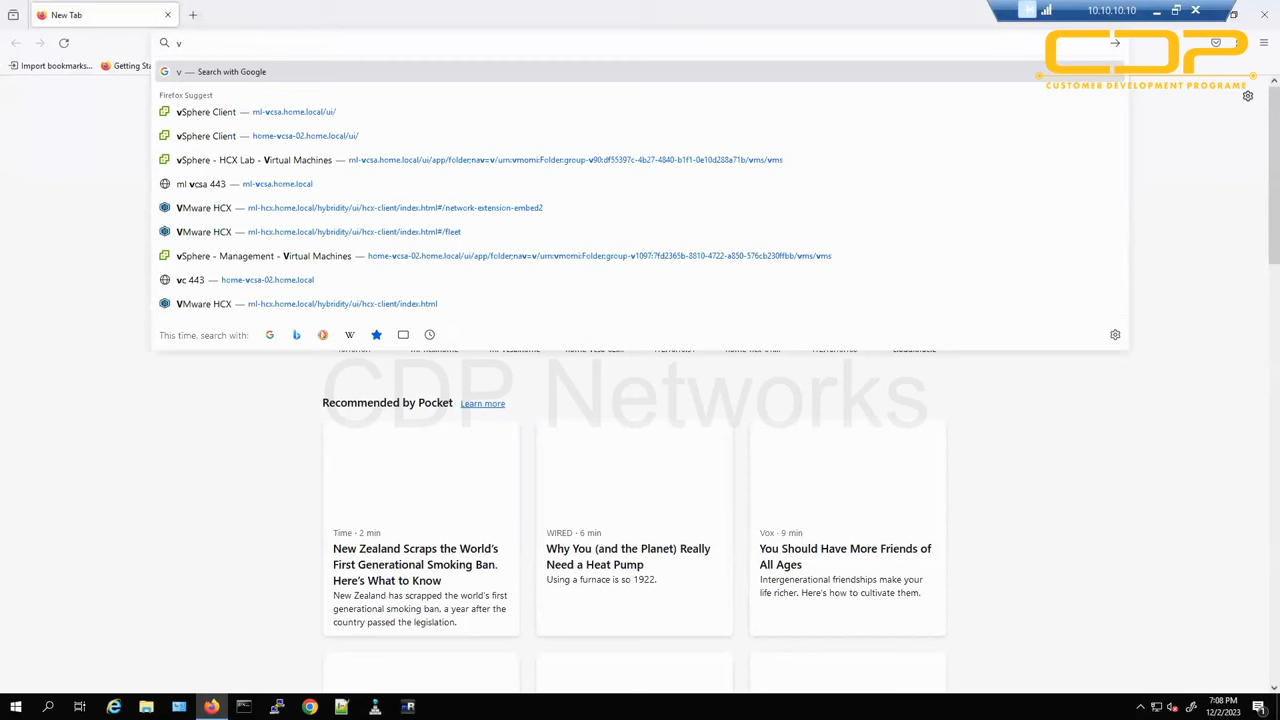 New Tab
10.10.10.10
v
Import bookmarks...
Getting Sta
CDP
CUSTOMER DEVELOPMENT PROGRAME
v — Search with Google
Firefox Suggest
vSphere Client — ml-vcsa.home.local/ui/
vSphere Client — home-vcsa-02.home.local/ui/
vSphere - HCX Lab - Virtual Machines — ml-vcsa.home.local/ui/app/folder;nav=v/urn:vmomi:Folder:group-v90:df55397c-4b27-4840-b1f1-0e10d288a71b/vms/vms
ml vcsa 443 — ml-vcsa.home.local
VMware HCX — ml-hcx.home.local/hybridity/ui/hcx-client/index.html#/network-extension-embed2
VMware HCX — ml-hcx.home.local/hybridity/ui/hcx-client/index.html#/fleet
vSphere - Management - Virtual Machines — home-vcsa-02.home.local/ui/app/folder;nav=v/urn:vmomi:Folder:group-v1097:7fd2365b-8810-4722-a850-576cb230ffbb/vms/vms
vc 443 — home-vcsa-02.home.local
VMware HCX — ml-hcx.home.local/hybridity/ui/hcx-client/index.html
This time, search with:
CDP Networks
Recommended by Pocket Learn more
Time · 2 min
New Zealand Scraps the World's
First Generational Smoking Ban.
Here's What to Know
New Zealand has scrapped the world's first
generational smoking ban, a year after the
country passed the legislation.
WIRED · 6 min
Why You (and the Planet) Really
Need a Heat Pump
Using a furnace is so 1922.
Vox · 9 min
You Should Have More Friends of
All Ages
Intergenerational friendships make your
life richer. Here's how to cultivate them.
7:08 PM
12/2/2023